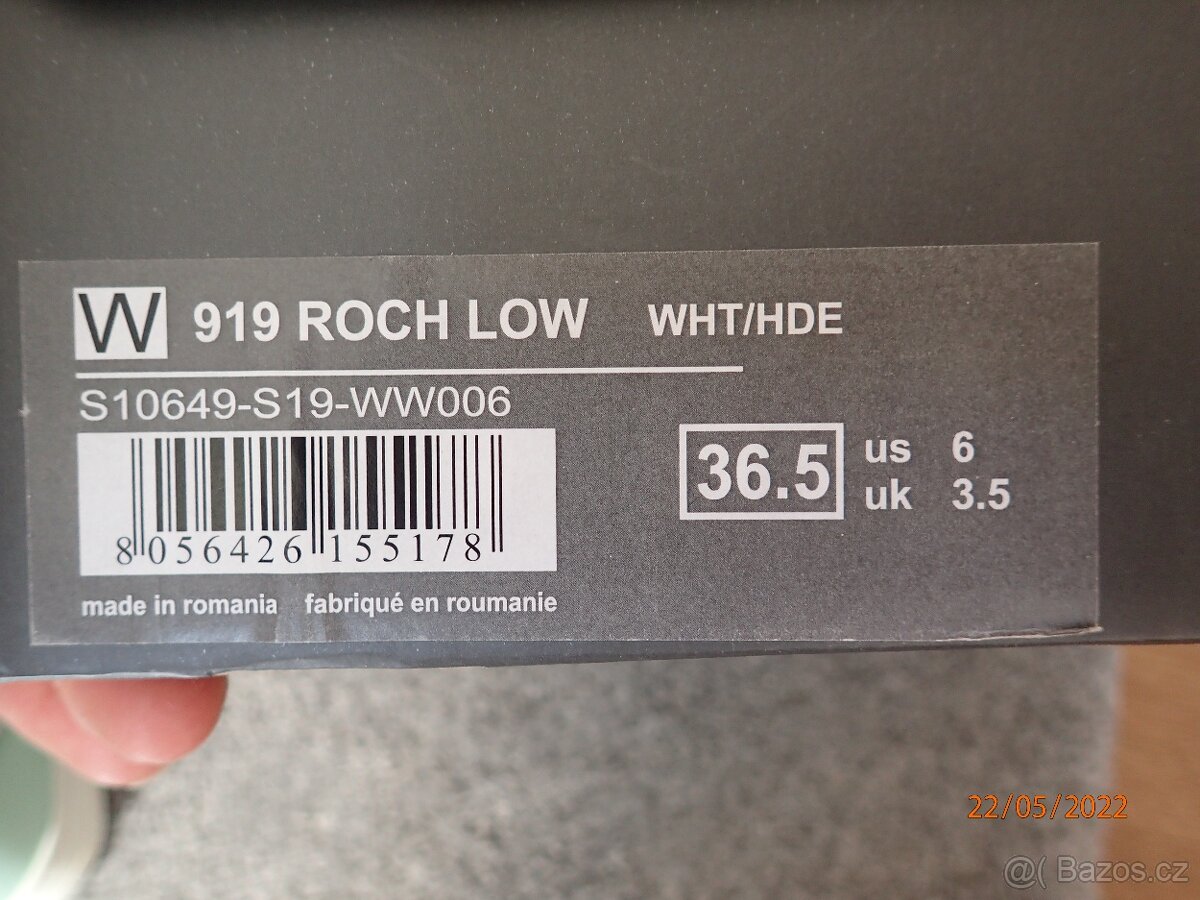 W 919 ROCH LOW WHT/HDE
S10649-S19-WW006
36.5 us 6
uk 3.5
8 056426 155178
made in romania fabriqué en roumanie
22/05/2022
@( Bazos.cz